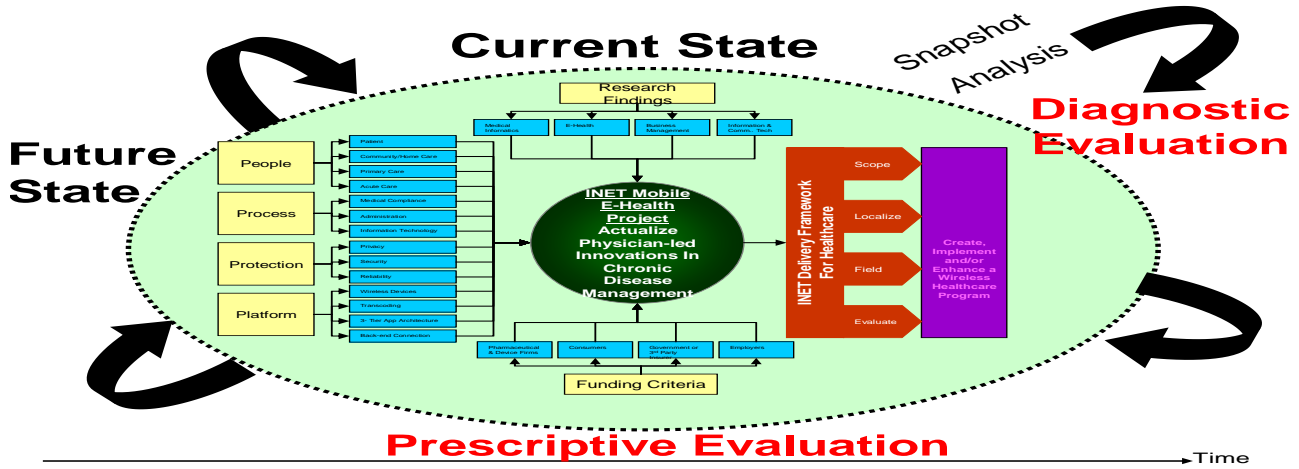 Current State
Snapshot
Analysis
Diagnostic
Evaluation
Future
State
Research
Findings
Medical
Infomatics
E-Health
Business
Management
Information &
Comm.. Tech
People
Process
Protection
Platform
Patient
Community/Home Care
Primary Care
Acute Care
Medical Compliance
Administration
Information Technology
Privacy
Security
Reliability
Wireless Devices
Transcoding
3- Tier App Architecture
Back-end Connection
INET Mobile
E-Health
Project
Actualize
Physician-led
Innovations In
Chronic
Disease
Management
INET Delivery Framework
For Healthcare
Scope
Localize
Field
Evaluate
Create,
Implement
and/or
Enhance a
Wireless
Healthcare
Program
Pharmaceutical
& Device Firms
Consumers
Government or
3rd Party
Insurer
Employers
Funding Criteria
Prescriptive Evaluation
Time